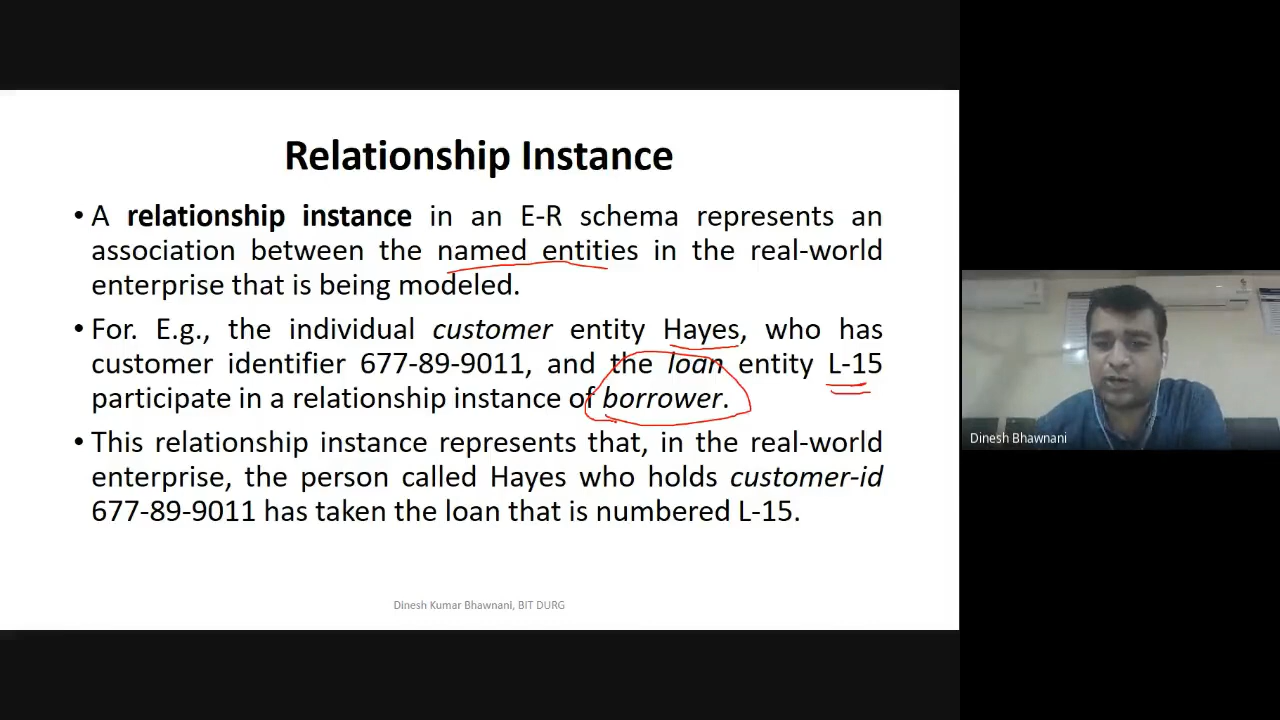 Relationship Instance
• A relationship instance in an E-R schema represents an
association between the named entities in the real-world
enterprise that is being modeled.
• For. E.g., the individual customer entity Hayes, who has
customer identifier 677-89-9011, and the loan entity L-15
participate in a relationship instance of borrower.
• This relationship instance represents that, in the real-world
enterprise, the person called Hayes who holds customer-id
677-89-9011 has taken the loan that is numbered L-15.
Dinesh Kumar Bhawnani, BIT DURG
Dinesh Bhawnani